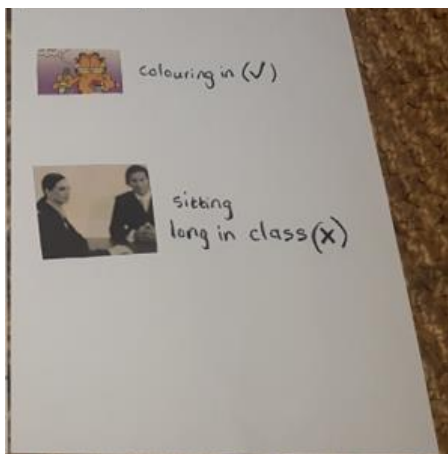 colouring in (✓)
sitting
long in class (X)